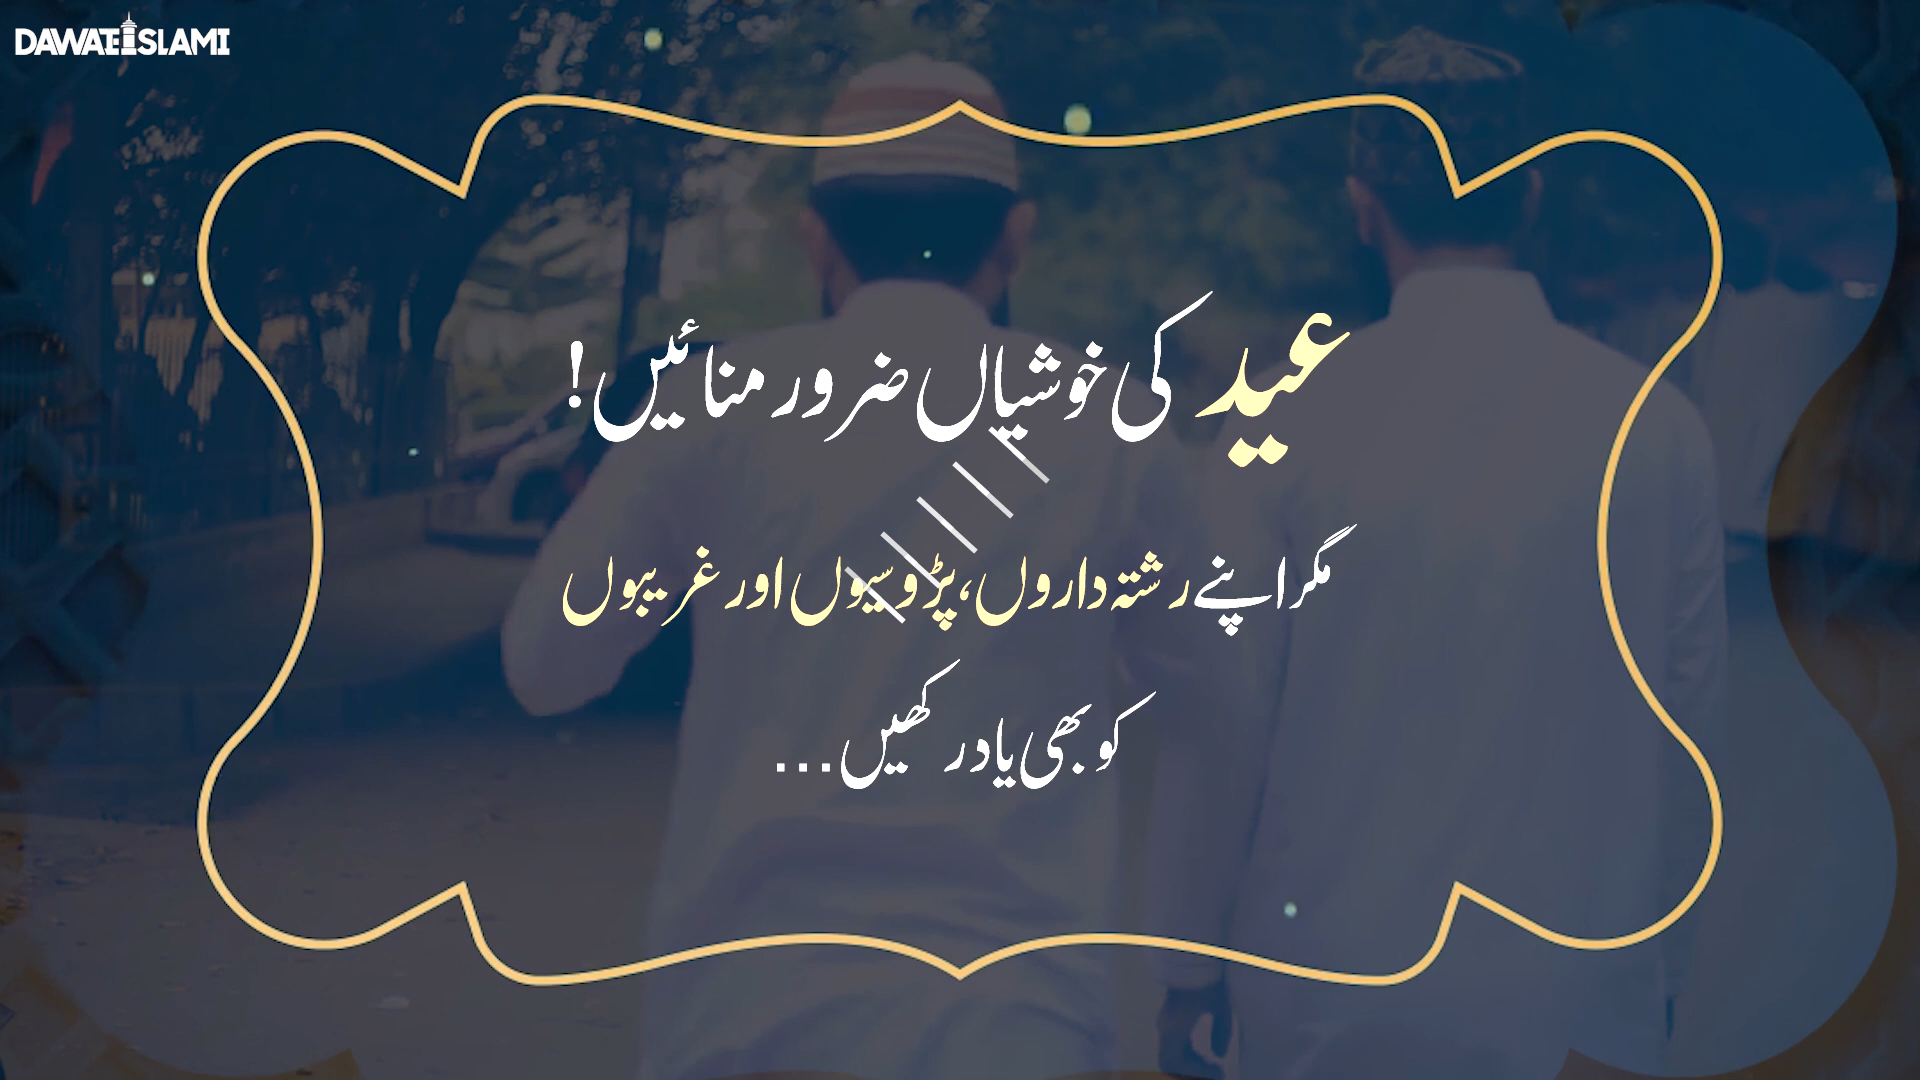 DAWATEISLAMI
عید کی خوشیاں ضرور منائیں!
مگر اپنے رشتہ داروں، پڑوسیوں اور غریبوں
کو بھی یاد رکھیں...